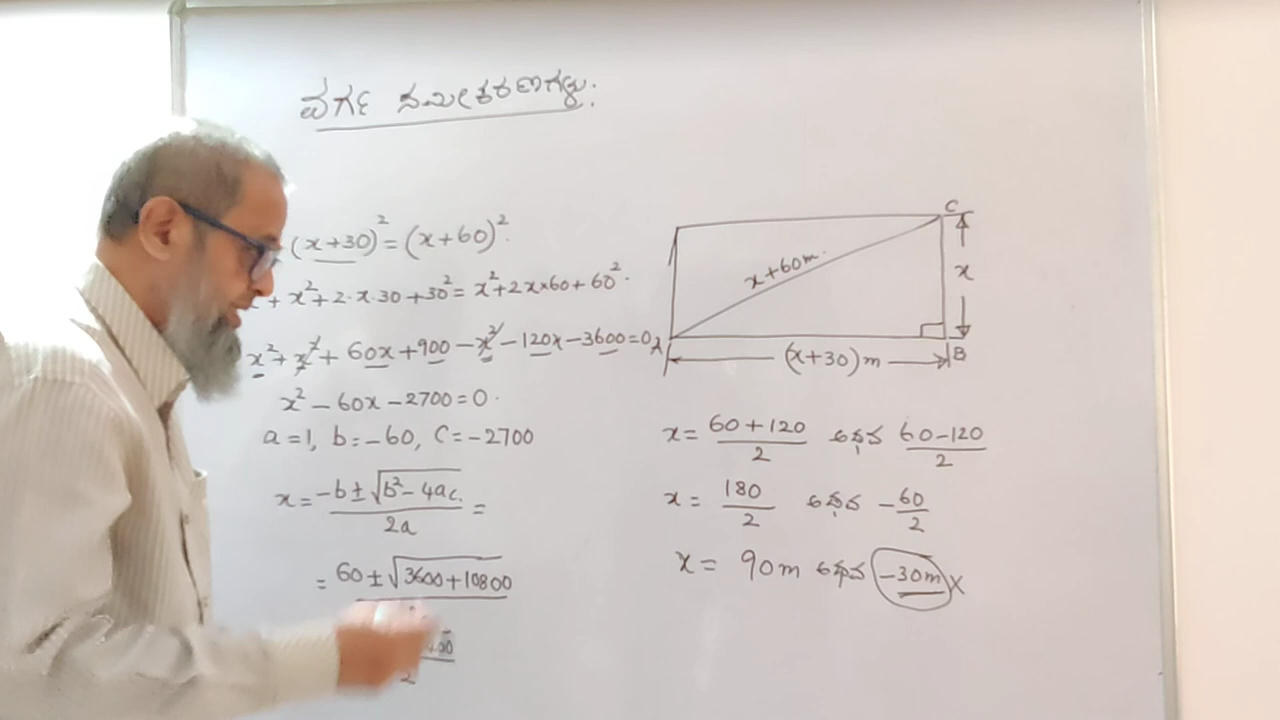 ವರ್ಗ ಸಮೀಕರಣಗಳು.
(x+30)² = (x+60)².
+ x² + 2·x·30 + 30² = x² + 2x×60 + 60².
x² + x² + 60x + 900 − x² − 120x − 3600 = 0
x² − 60x − 2700 = 0.
a = 1, b = −60, C = −2700
x = (−b ± √(b² − 4ac.))/2a =
= 60 ± √(3600 + 10800)
2
C
x+60m.
x
A
(x+30)m
B
x = (60 + 120)/2 ಅಥವ (60 − 120)/2
x = 180/2 ಅಥವ −60/2
x = 90m ಅಥವ −30m X